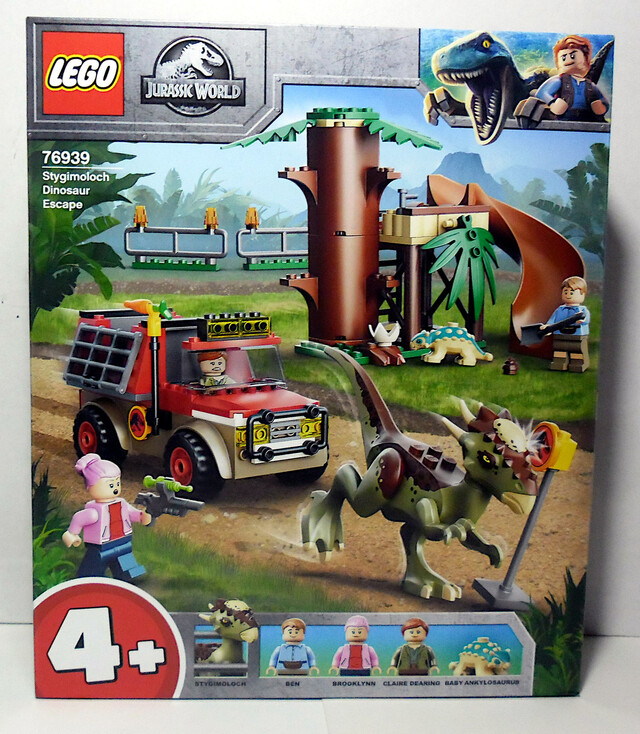 LEGO
JURASSIC WORLD
76939
Stygimoloch
Dinosaur
Escape
4+
STYGIMOLOCH BEN BROOKLYNN CLAIRE DEARING BABY ANKYLOSAURUS